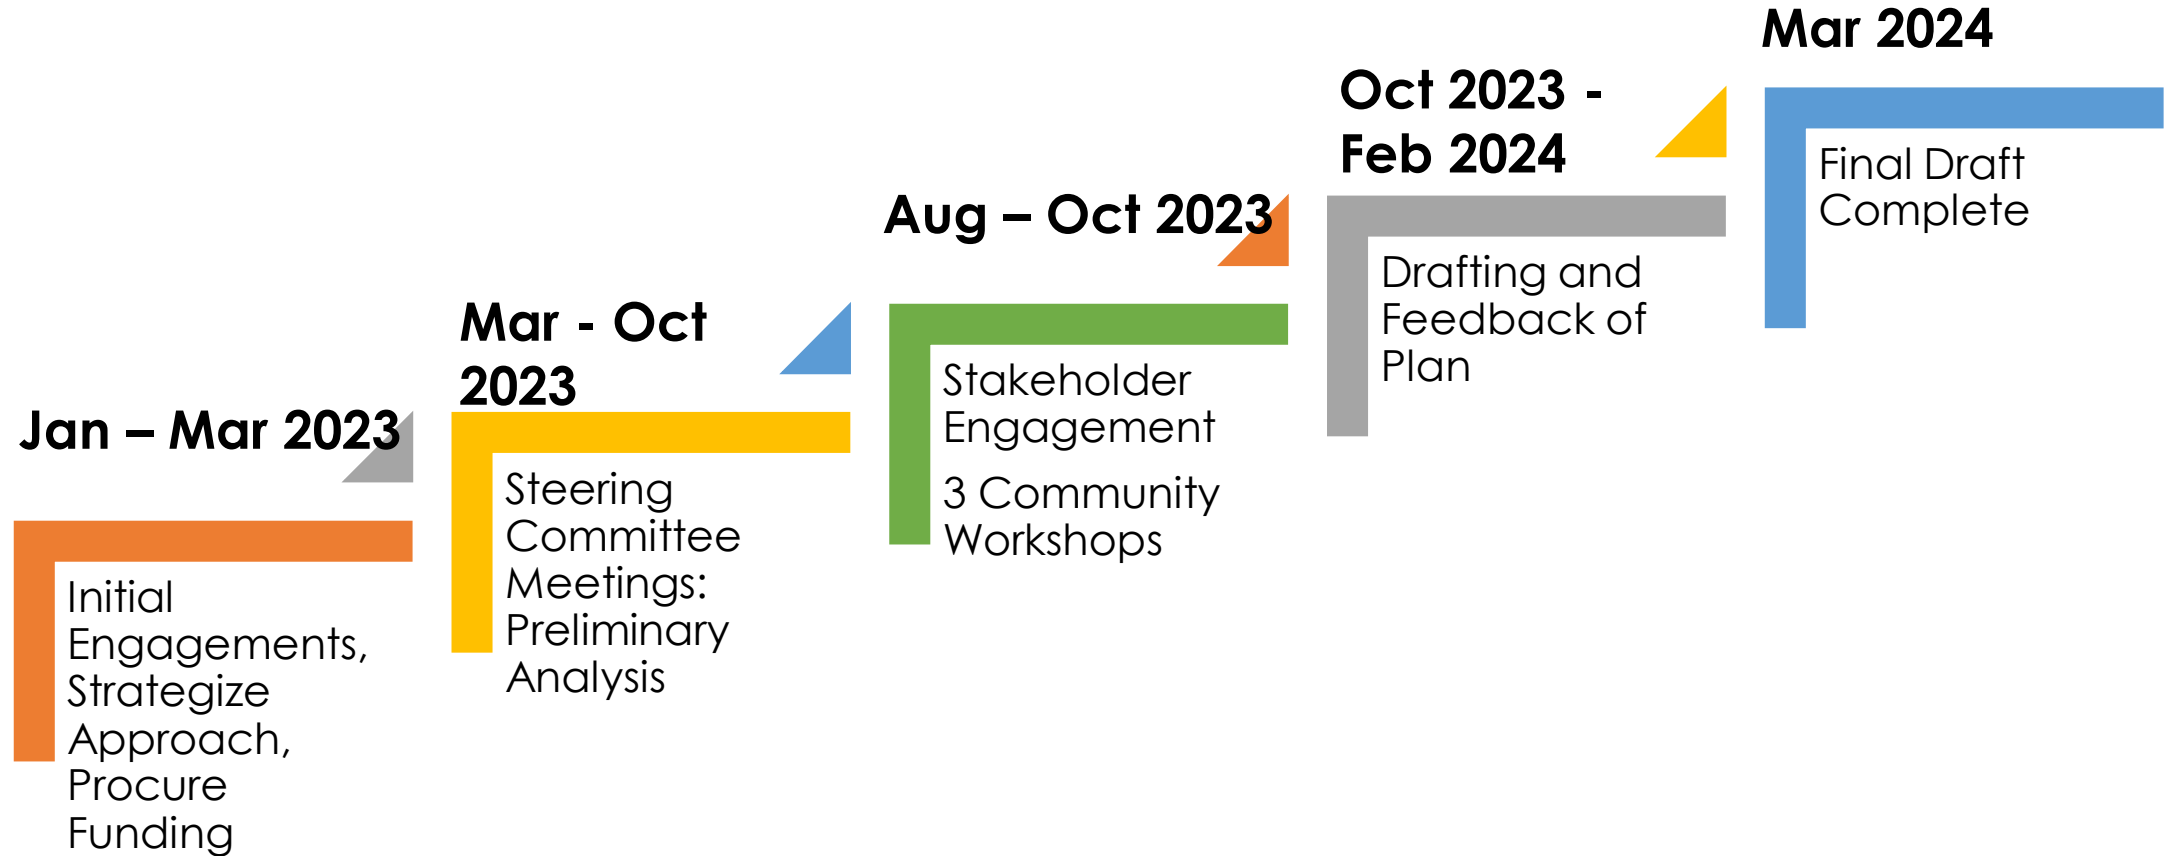 Jan – Mar 2023
Initial
Engagements,
Strategize
Approach,
Procure
Funding
Mar - Oct
2023
Steering
Committee
Meetings:
Preliminary
Analysis
Aug – Oct 2023
Stakeholder
Engagement
3 Community
Workshops
Oct 2023 -
Feb 2024
Drafting and
Feedback of
Plan
Mar 2024
Final Draft
Complete